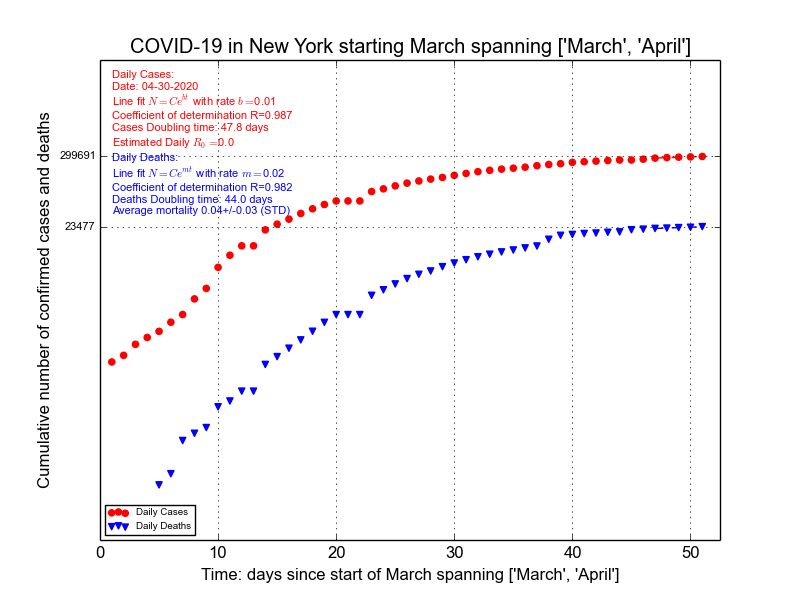 COVID-19 in New York starting March spanning ['March', 'April']
Daily Cases:
Date: 04-30-2020
Line fit N = Ce^{bt} with rate b =0.01
Coefficient of determination R=0.987
Cases Doubling time: 47.8 days
Estimated Daily R_0 =0.0
Daily Deaths:
Line fit N = Ce^{mt} with rate m =0.02
Coefficient of determination R=0.982
Deaths Doubling time: 44.0 days
Average mortality 0.04+/-0.03 (STD)
299691
23477
Cumulative number of confirmed cases and deaths
Daily Cases
Daily Deaths
0 10 20 30 40 50
Time: days since start of March spanning ['March', 'April']